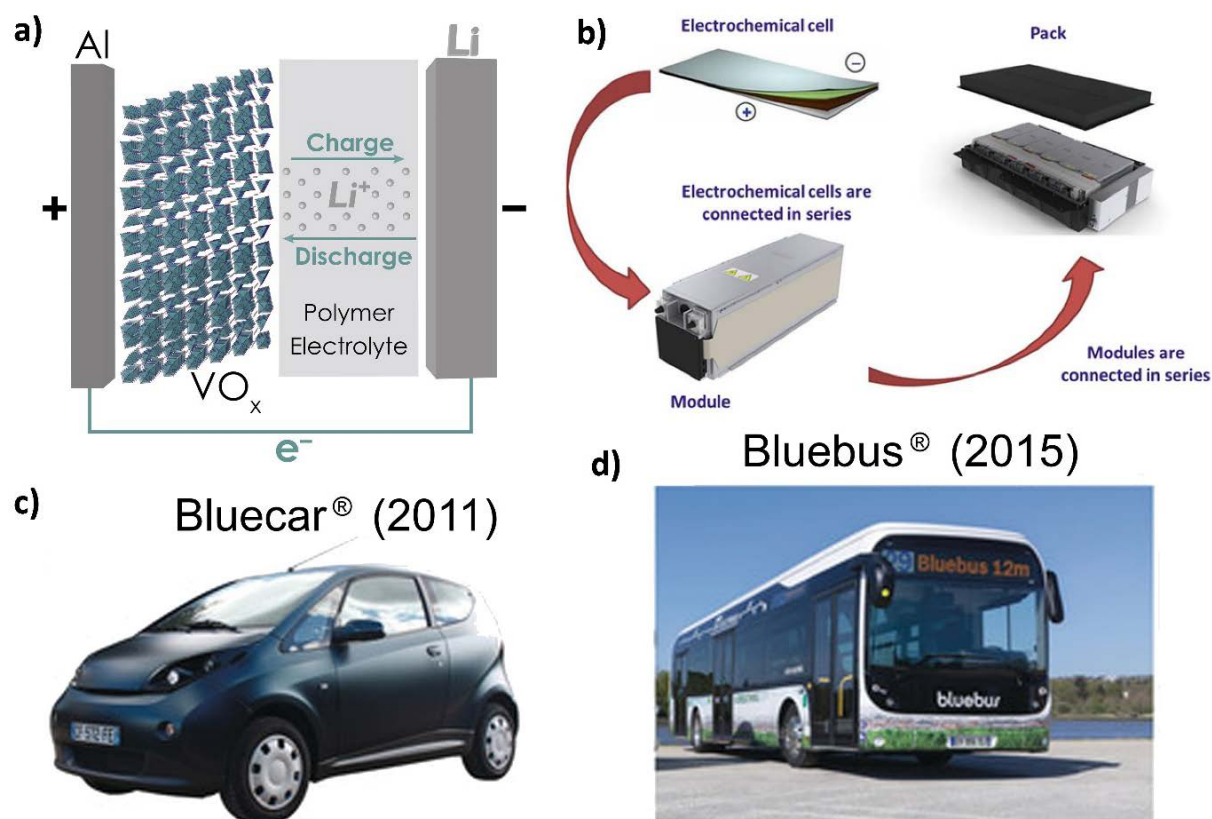 a)
Al
Li
Charge
Li⁺
Discharge
Polymer
Electrolyte
VOₓ
+
−
e⁻
b)
Electrochemical cell
−
+
Pack
Electrochemical cells are
connected in series
Module
Modules are
connected in series
c)
Bluecar® (2011)
d)
Bluebus® (2015)
Bluebus 12m
bluebus